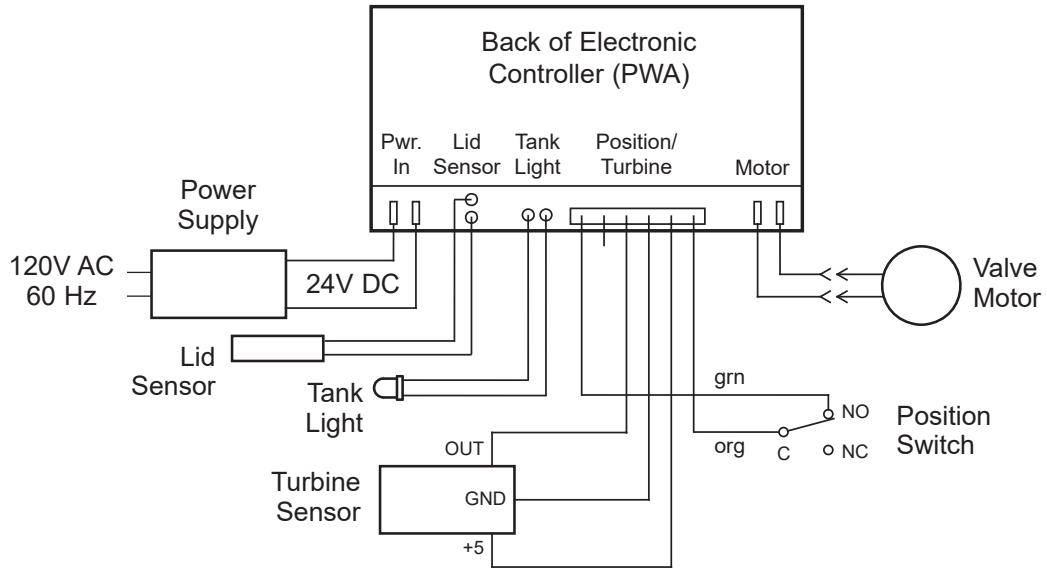 Back of Electronic
Controller (PWA)
Pwr.
In
Lid
Sensor
Tank
Light
Position/
Turbine
Motor
Power
Supply
120V AC
60 Hz
24V DC
Valve
Motor
Lid
Sensor
Tank
Light
grn
org
NO
C
NC
Position
Switch
OUT
Turbine
Sensor
GND
+5